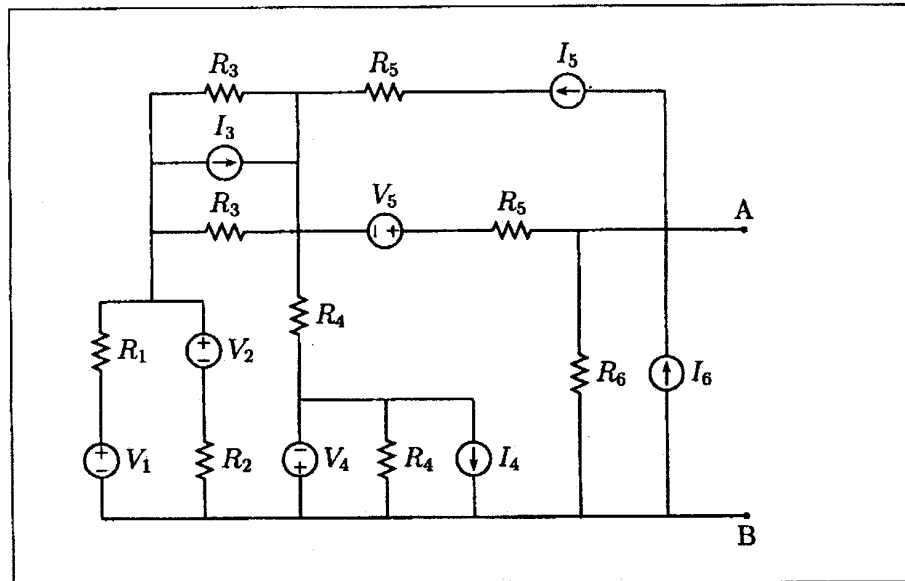 R₃
R₅
I₅
I₃
R₃
V₅
R₅
A
R₄
R₁
V₂
R₆
I₆
V₁
R₂
V₄
R₄
I₄
B